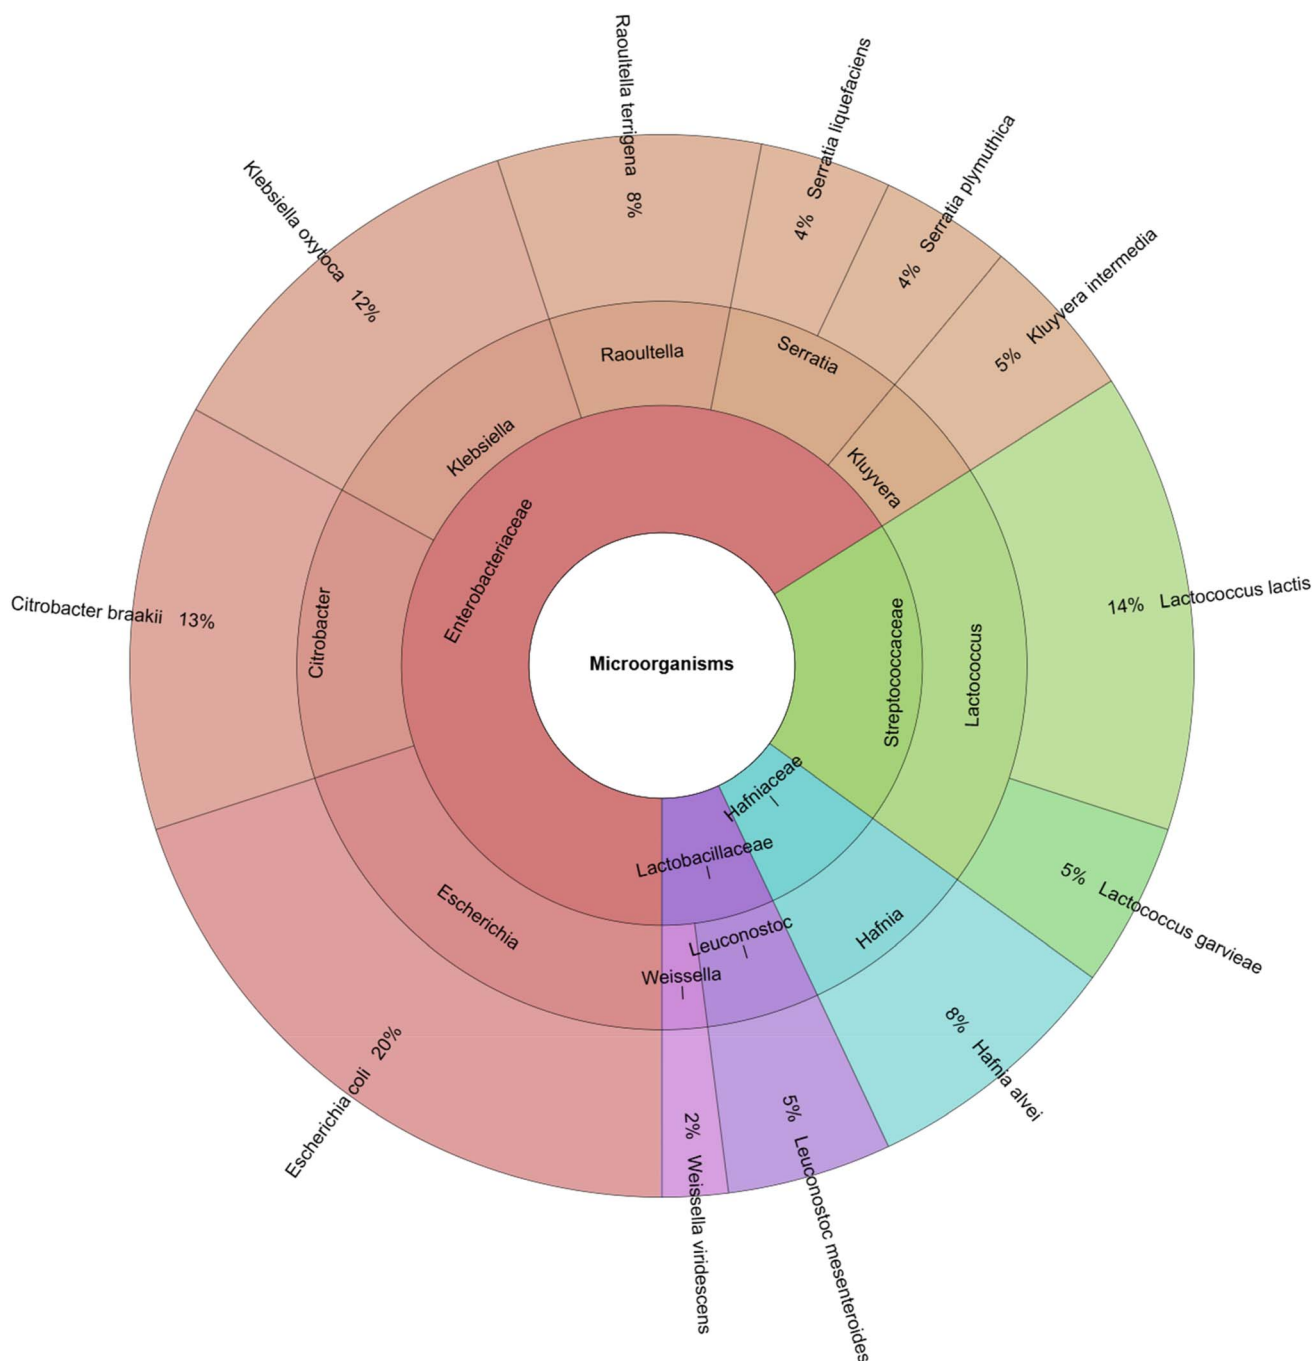 Raoultella terrigena 8%
4% Serratia liquefaciens
4% Serratia plymuthica
5% Kluyvera intermedia
Klebsiella oxytoca 12%
Raoultella
Serratia
Klebsiella
Kluyvera
Enterobacteriaceae
14% Lactococcus lactis
Citrobacter braakii 13%
Citrobacter
Microorganisms
Streptococcaceae
Lactococcus
Hafniaceae
Lactobacillaceae
5% Lactococcus garvieae
Escherichia
Leuconostoc
Hafnia
Weissella
8% Hafnia alvei
Escherichia coli 20%
2% Weissella viridescens
5% Leuconostoc mesenteroides